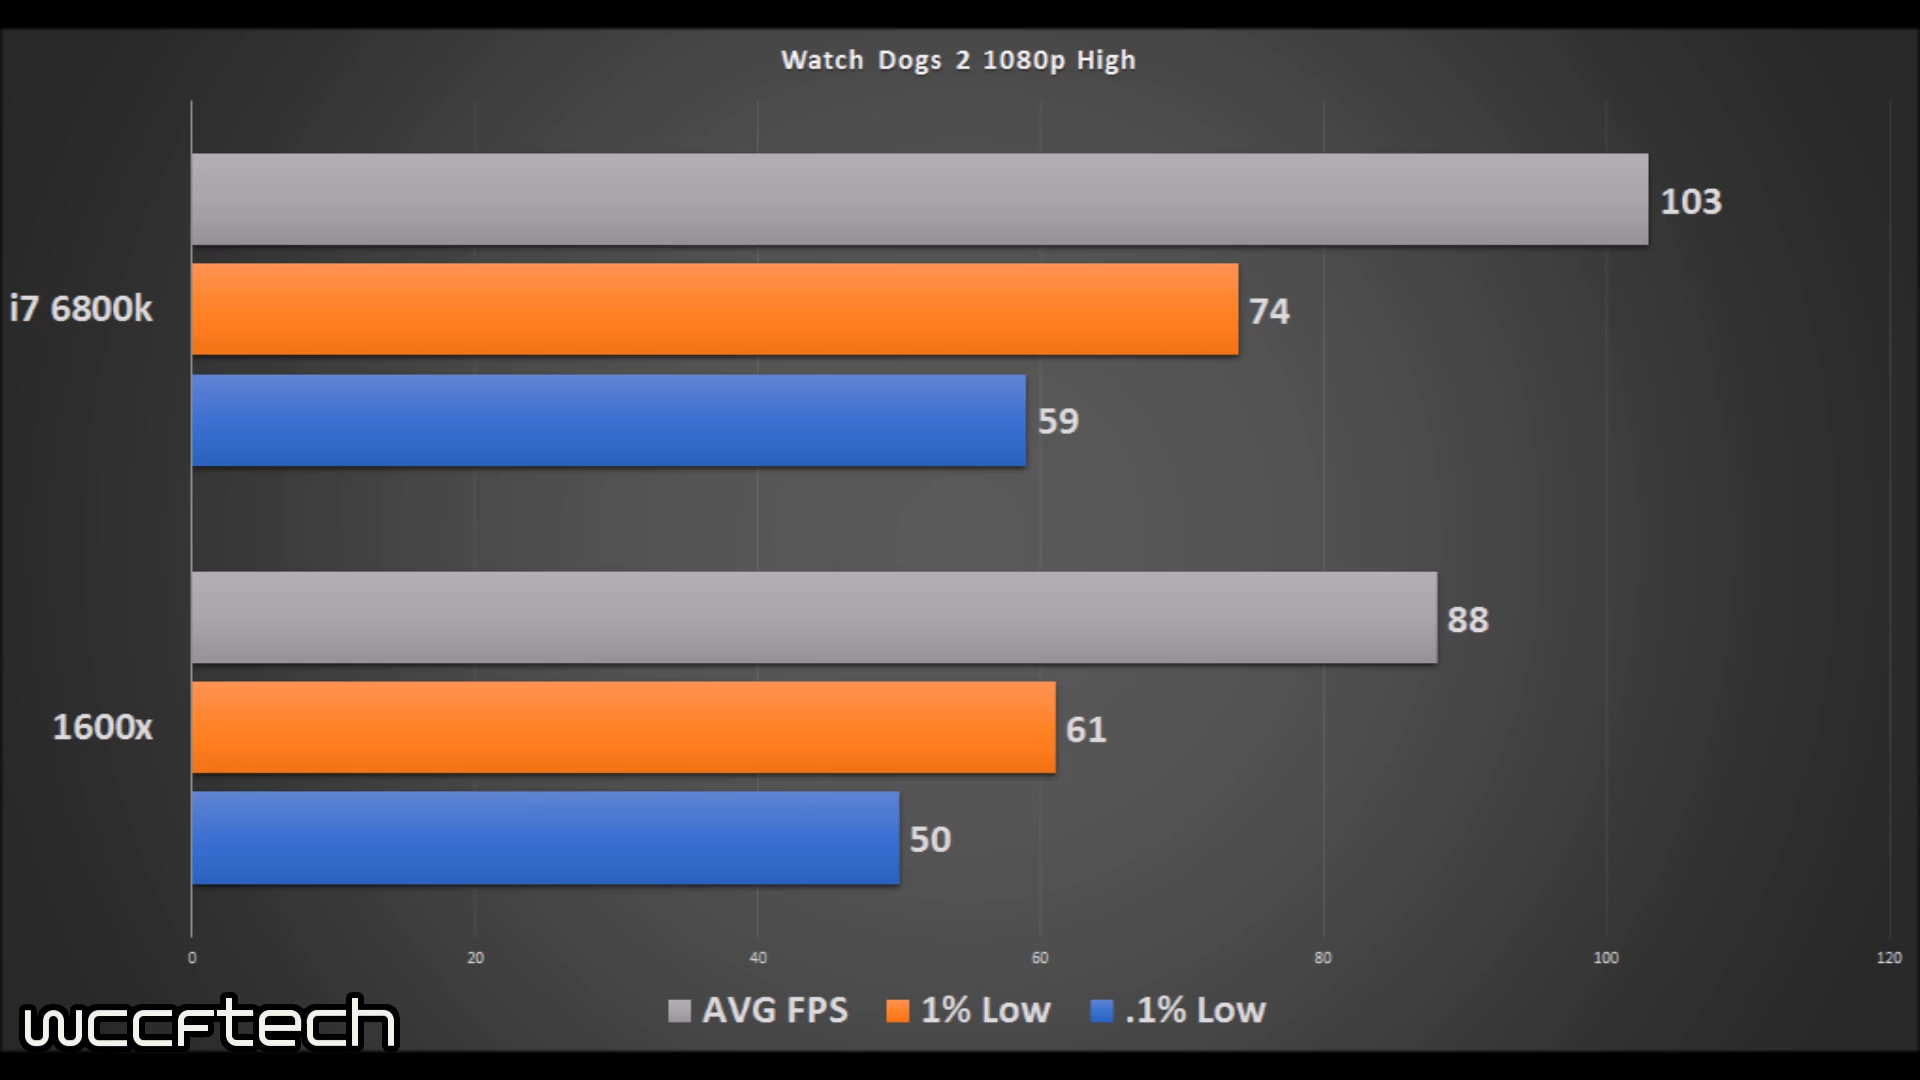 Watch Dogs 2 1080p High
103
i7 6800k
74
59
88
1600x
61
50
0 20 40 60 80 100 120
AVG FPS 1% Low .1% Low
wccftech